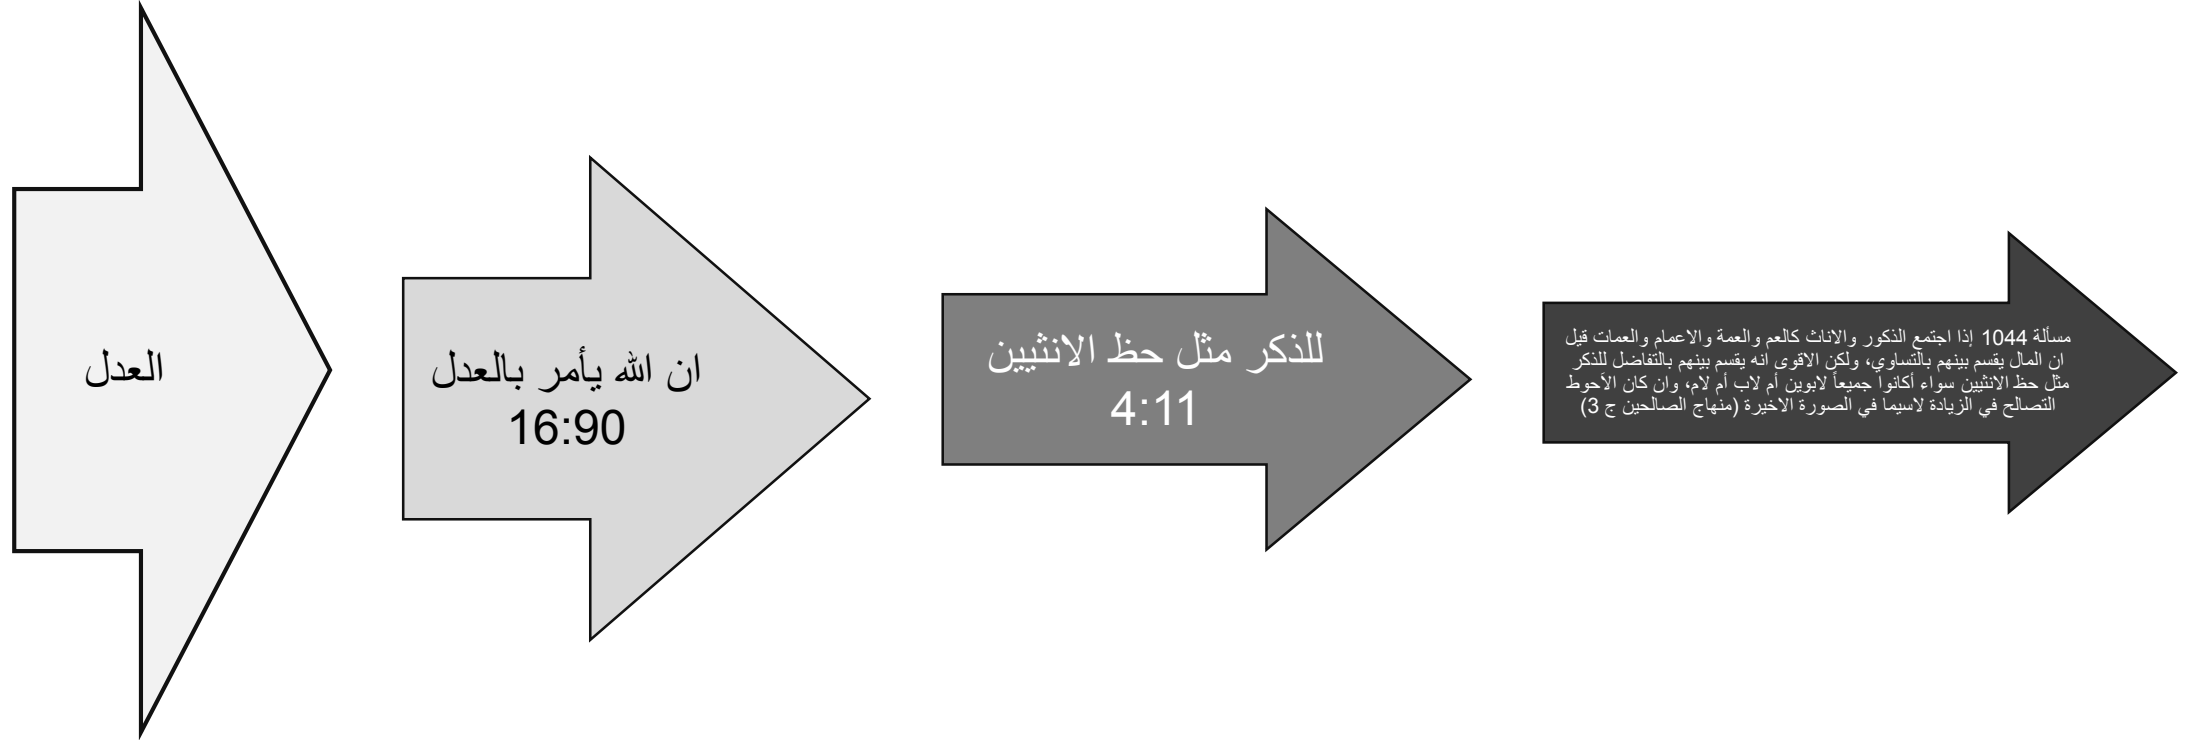 العدل
ان الله يأمر بالعدل
16:90
للذكر مثل حظ الانثيين
4:11
مسألة 1044 إذا اجتمع الذكور والاناث كالعم والعمة والاعمام والعمات قيل
ان المال يقسم بينهم بالتساوي، ولكن الاقوى انه يقسم بينهم بالتفاضل للذكر
مثل حظ الانثيين سواء أكانوا جميعاً لابوين أم لاب أم لام، وان كان الأحوط
التصالح في الزيادة لاسيما في الصورة الاخيرة (منهاج الصالحين ج 3)